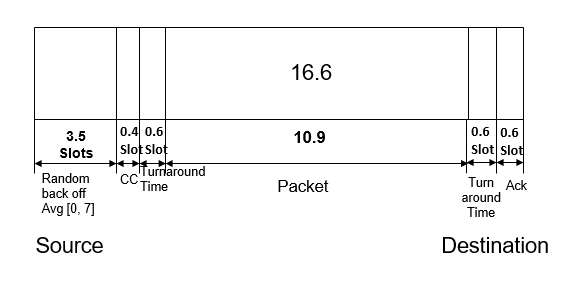 16.6
3.5
Slots
0.4
Slot
0.6
Slot
10.9
0.6
Slot
0.6
Slot
Random
back off
Avg [0, 7]
CC
Turnaround
Time
Packet
Turn
around
Time
Ack
Source
Destination